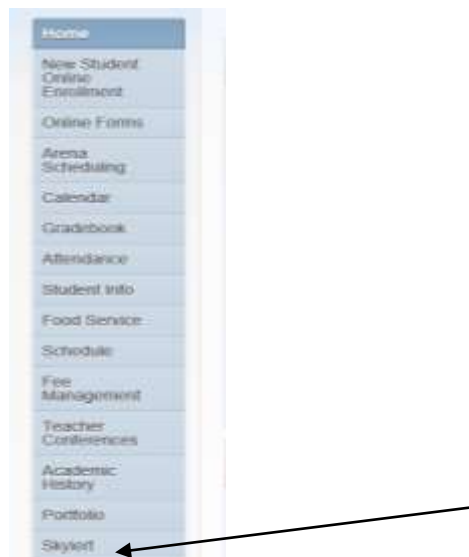 Home
New Student
Online
Enrollment
Online Forms
Arena
Scheduling
Calendar
Gradebook
Attendance
Student Info
Food Service
Schedule
Fee
Management
Teacher
Conferences
Academic
History
Portfolio
Skylert